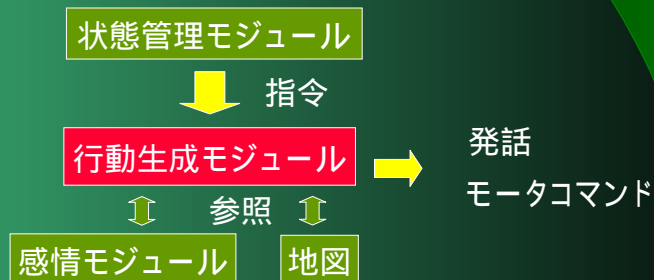 状態管理モジュール
指令
行動生成モジュール
発話
モータコマンド
参照
感情モジュール
地図